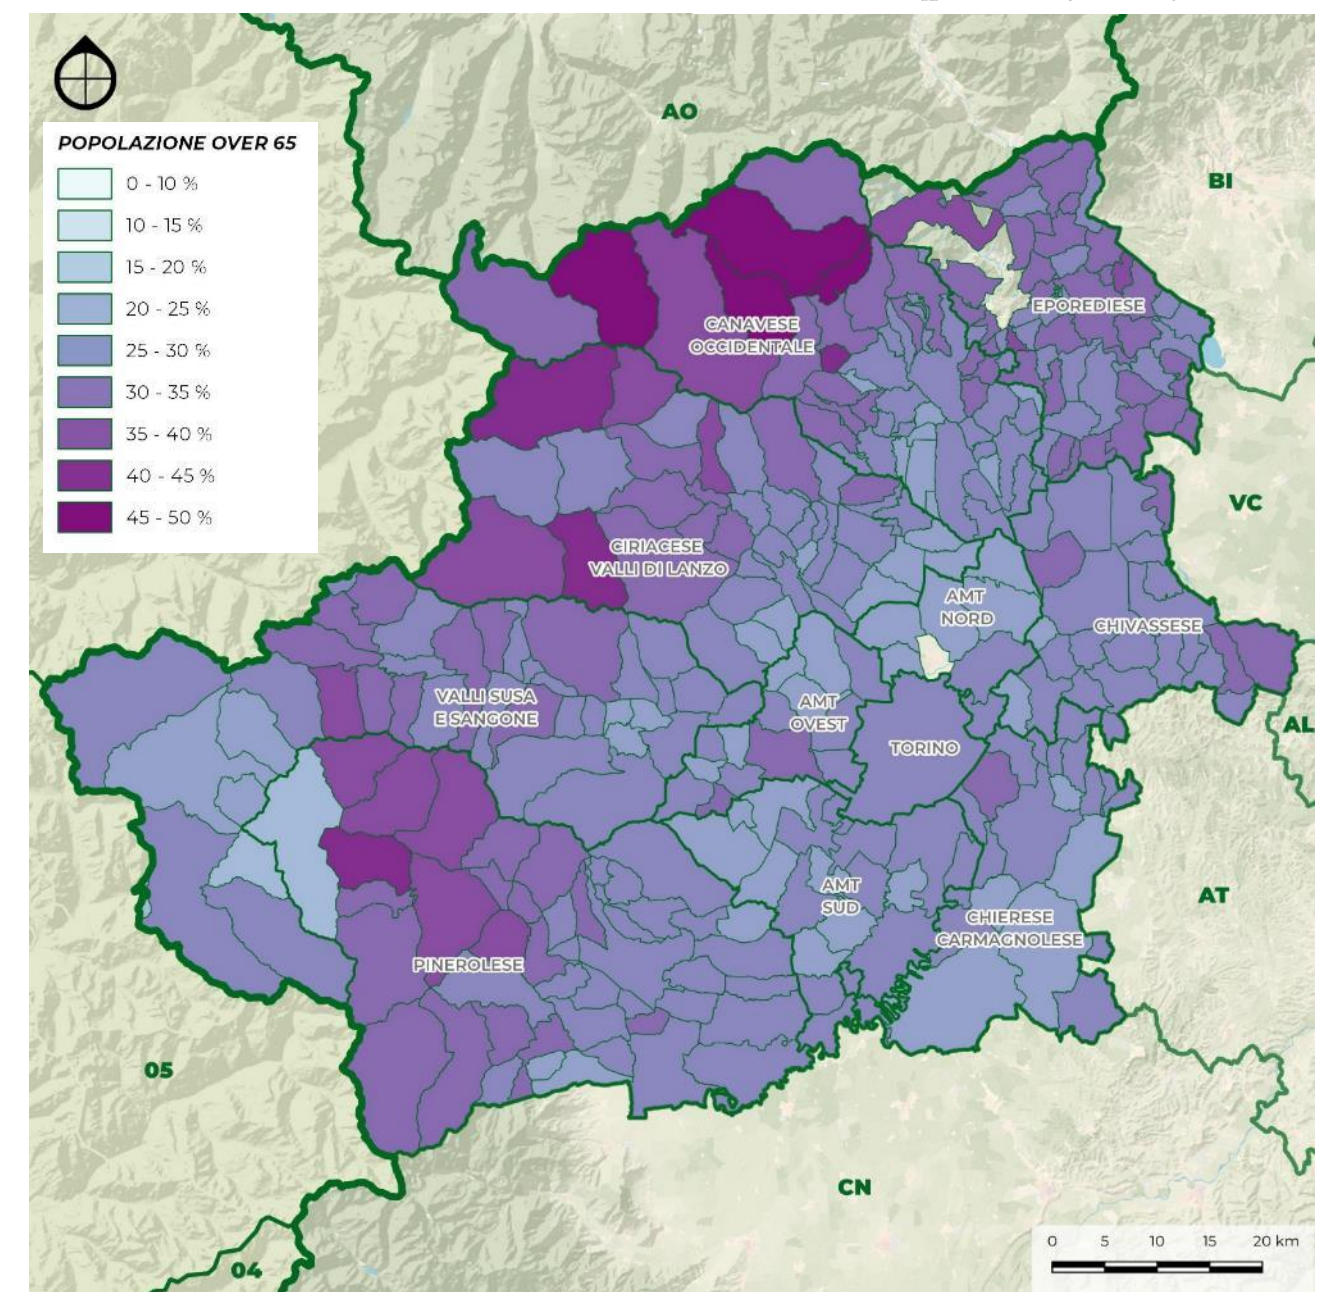 AO
BI
POPOLAZIONE OVER 65
0 - 10 %
10 - 15 %
15 - 20 %
20 - 25 %
25 - 30 %
30 - 35 %
35 - 40 %
40 - 45 %
45 - 50 %
EPOREDIESE
CANAVESE
OCCIDENTALE
VC
CIRIACESE
VALLI DI LANZO
AMT
NORD
CHIVASSESE
VALLI SUSA
E SANGONE
AMT
OVEST
TORINO
AL
AMT
SUD
AT
CHIERESE
CARMAGNOLESE
PINEROLESE
05
CN
04
0 5 10 15 20 km